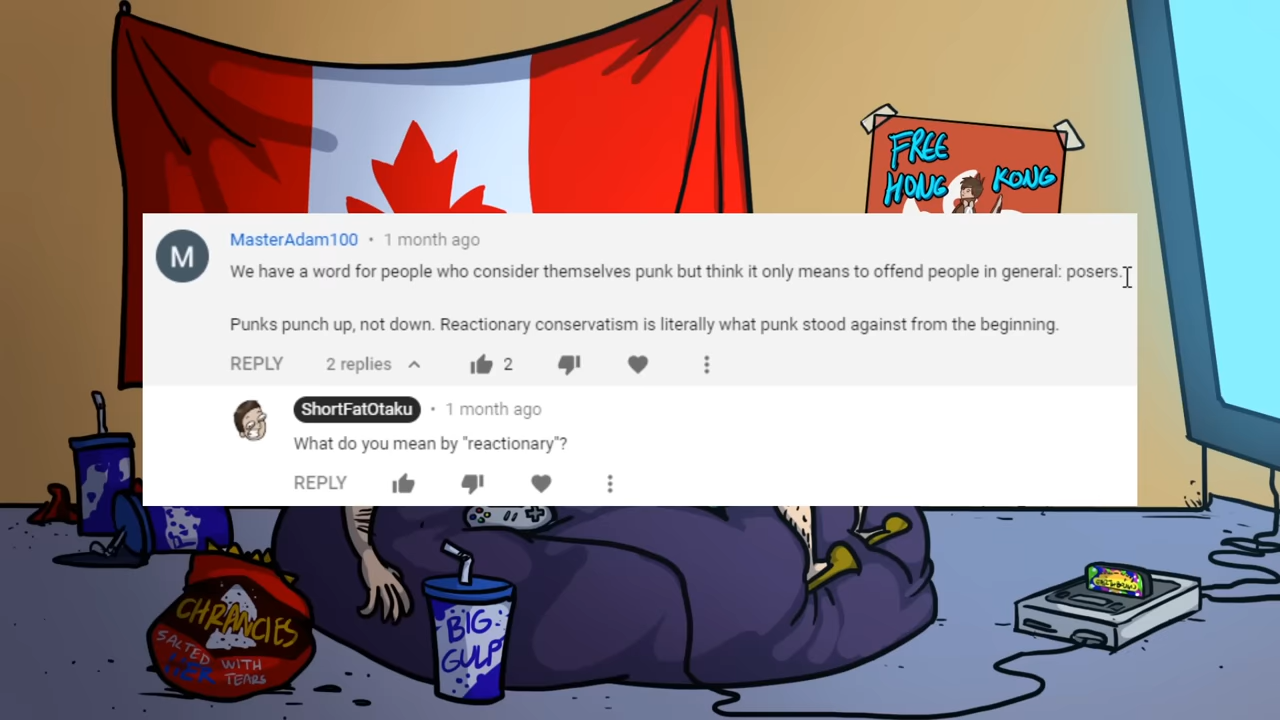 FREE
HONG KONG
M
MasterAdam100 • 1 month ago
We have a word for people who consider themselves punk but think it only means to offend people in general: posers.
Punks punch up, not down. Reactionary conservatism is literally what punk stood against from the beginning.
REPLY 2 replies 2
ShortFatOtaku • 1 month ago
What do you mean by "reactionary"?
REPLY
CHRANCIES
SALTED WITH
HER TEARS
BIG
GULP